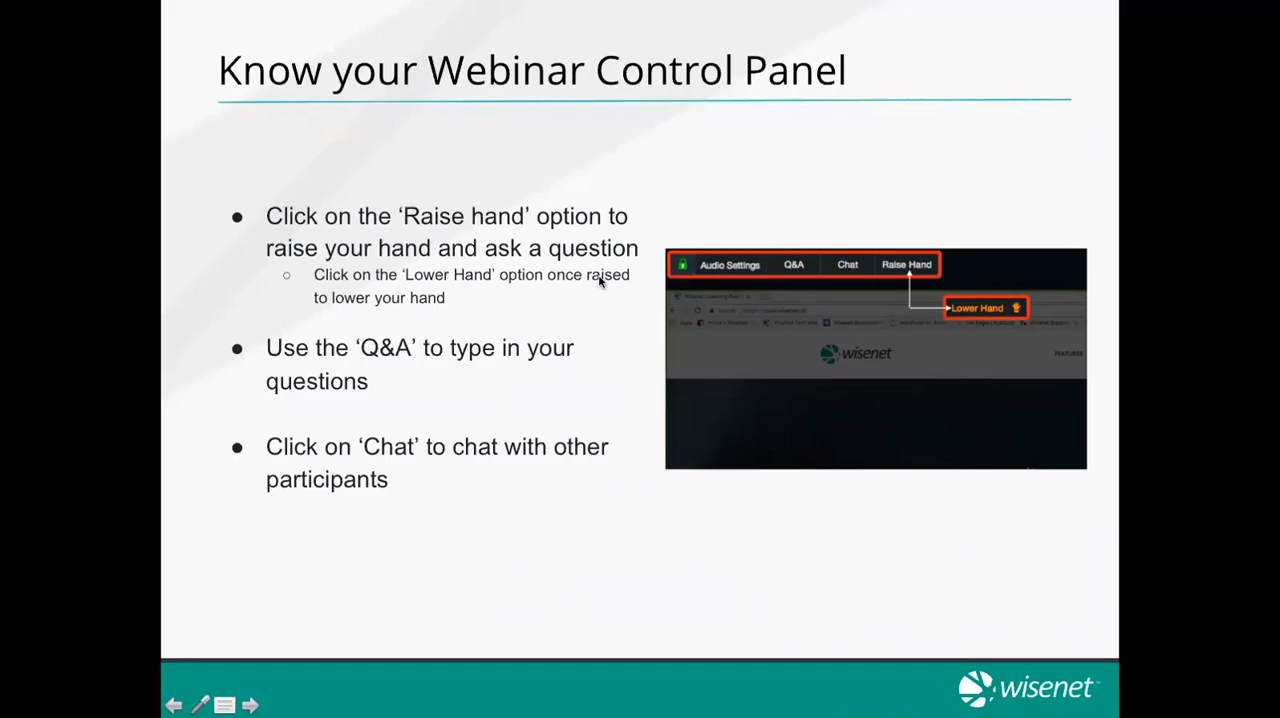 Know your Webinar Control Panel
● Click on the ‘Raise hand’ option to
raise your hand and ask a question
○ Click on the ‘Lower Hand’ option once raised
to lower your hand
● Use the ‘Q&A’ to type in your
questions
● Click on ‘Chat’ to chat with other
participants
Audio Settings Q&A Chat Raise Hand
Lower Hand
wisenet
FEATURES
wisenet